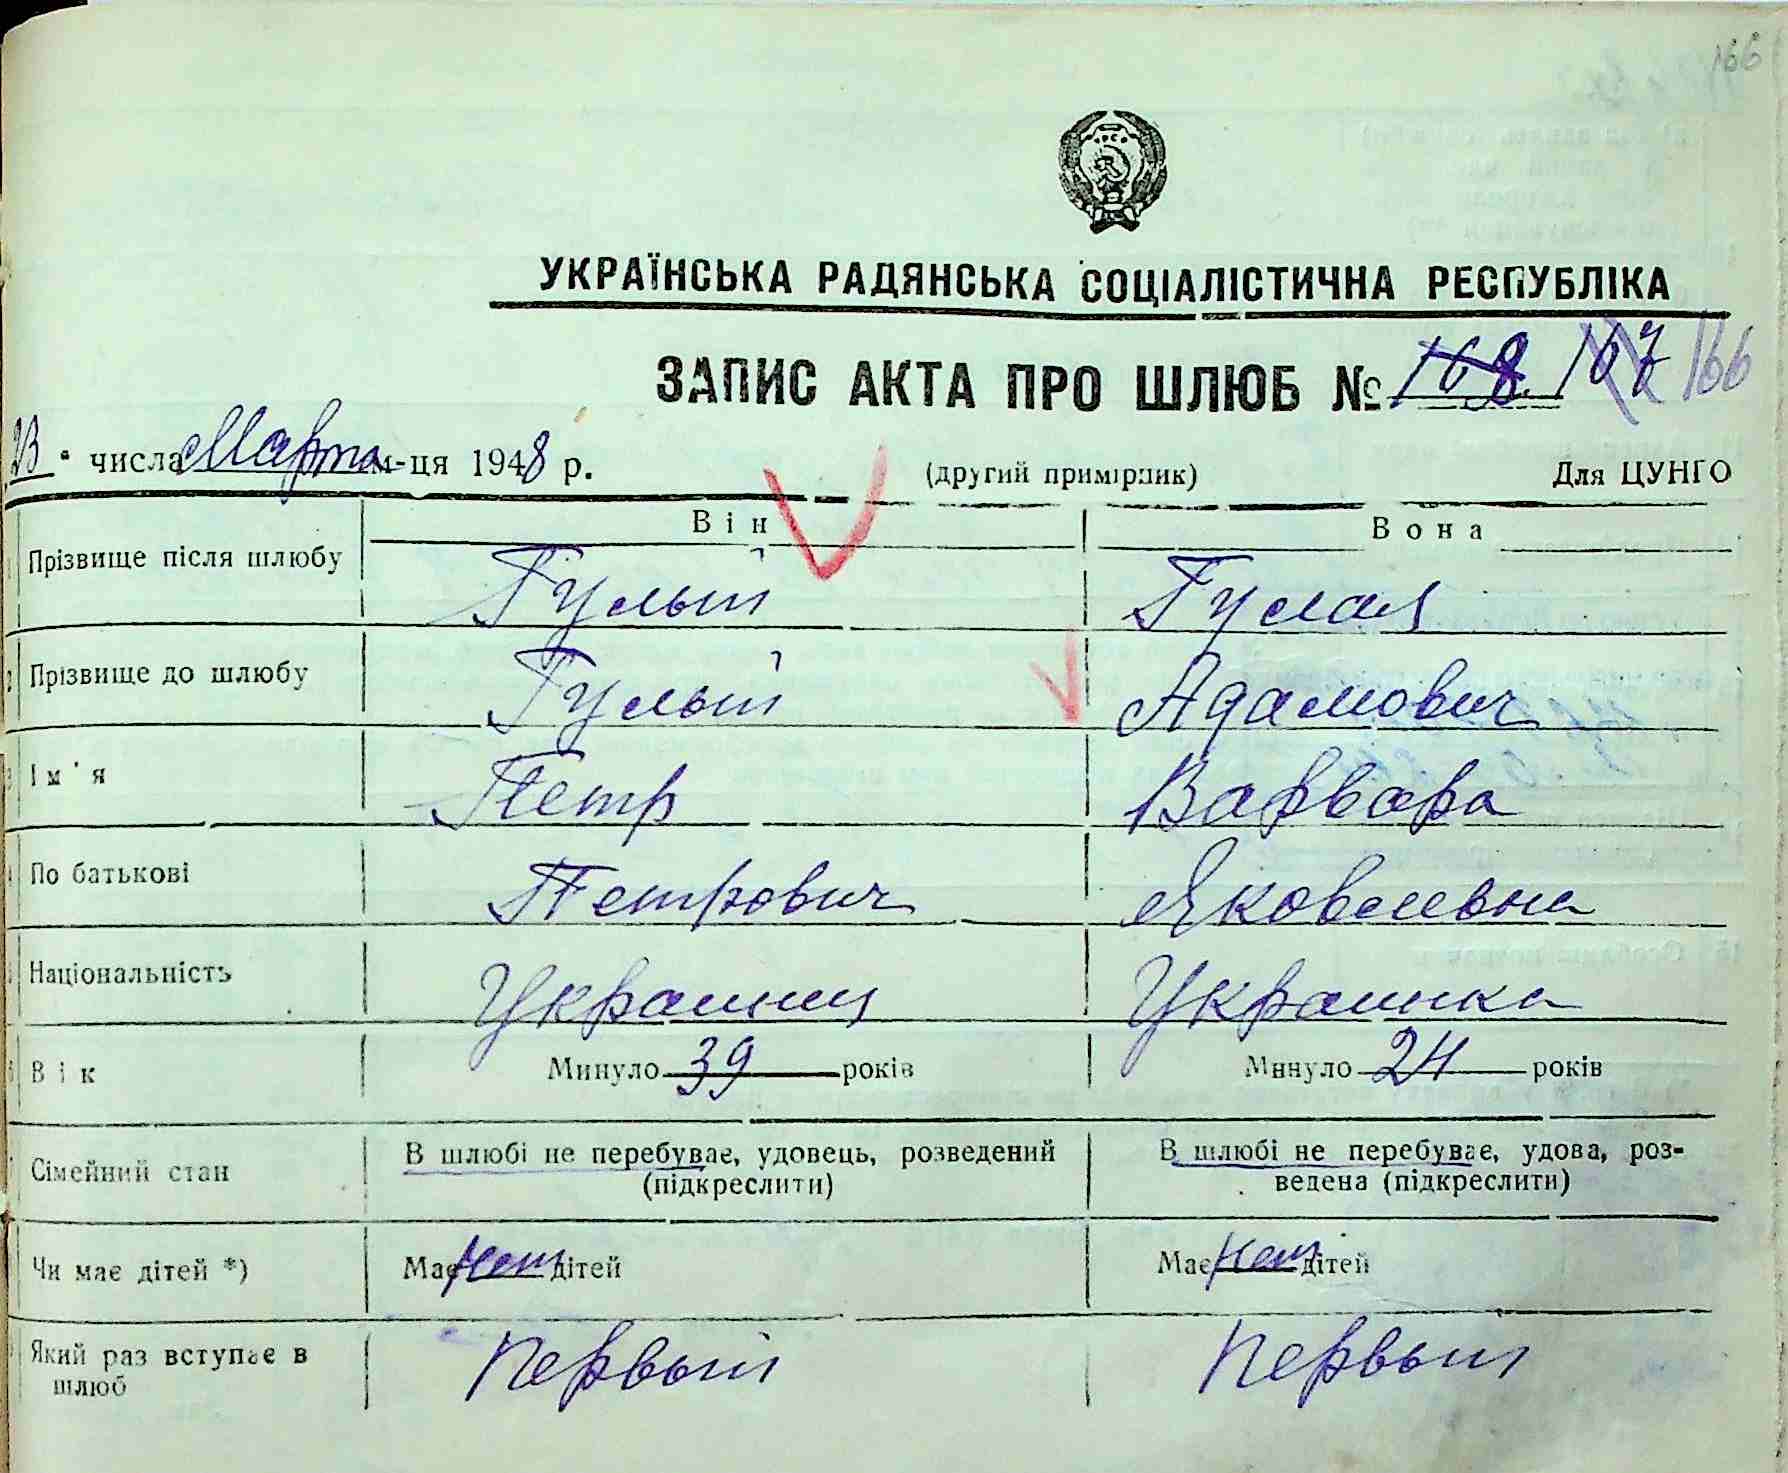 166
УКРАЇНСЬКА РАДЯНСЬКА СОЦІАЛІСТИЧНА РЕСПУБЛІКА
ЗАПИС АКТА ПРО ШЛЮБ № 168 167 166
23 числа Марта м-ця 1948 р. (другий примірник) Для ЦУНГО
Він Вона
Прізвище після шлюбу Гулый Гулая
Прізвище до шлюбу Гулый Адамович
Ім'я Петр Варвара
По батькові Петрович Яковлевна
Національність Украинец Украинка
Вік Минуло 39 років Минуло 24 років
Сімейний стан В шлюбі не перебуває, удовець, розведений В шлюбі не перебуває, удова, роз-
(підкреслити) ведена (підкреслити)
Чи має дітей *) Має нет дітей Має нет дітей
Який раз вступає в Первый Первый
шлюб